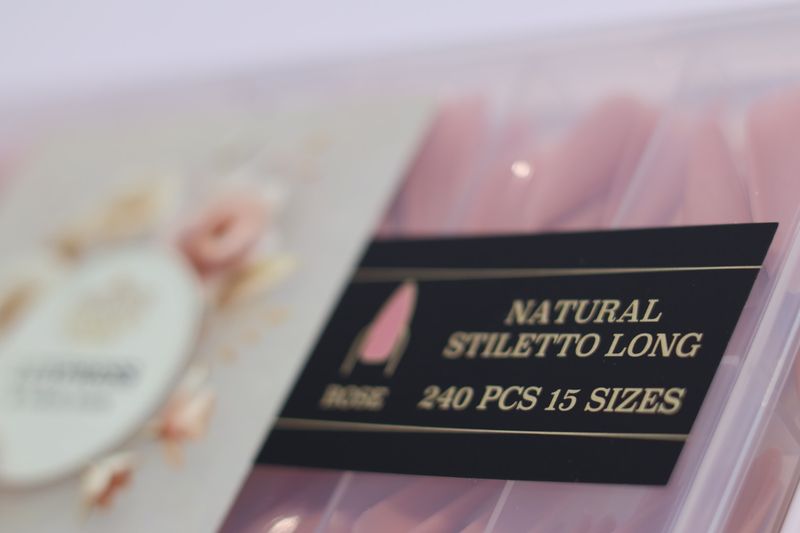 NATURAL
STILETTO LONG
ROSE
240 PCS 15 SIZES